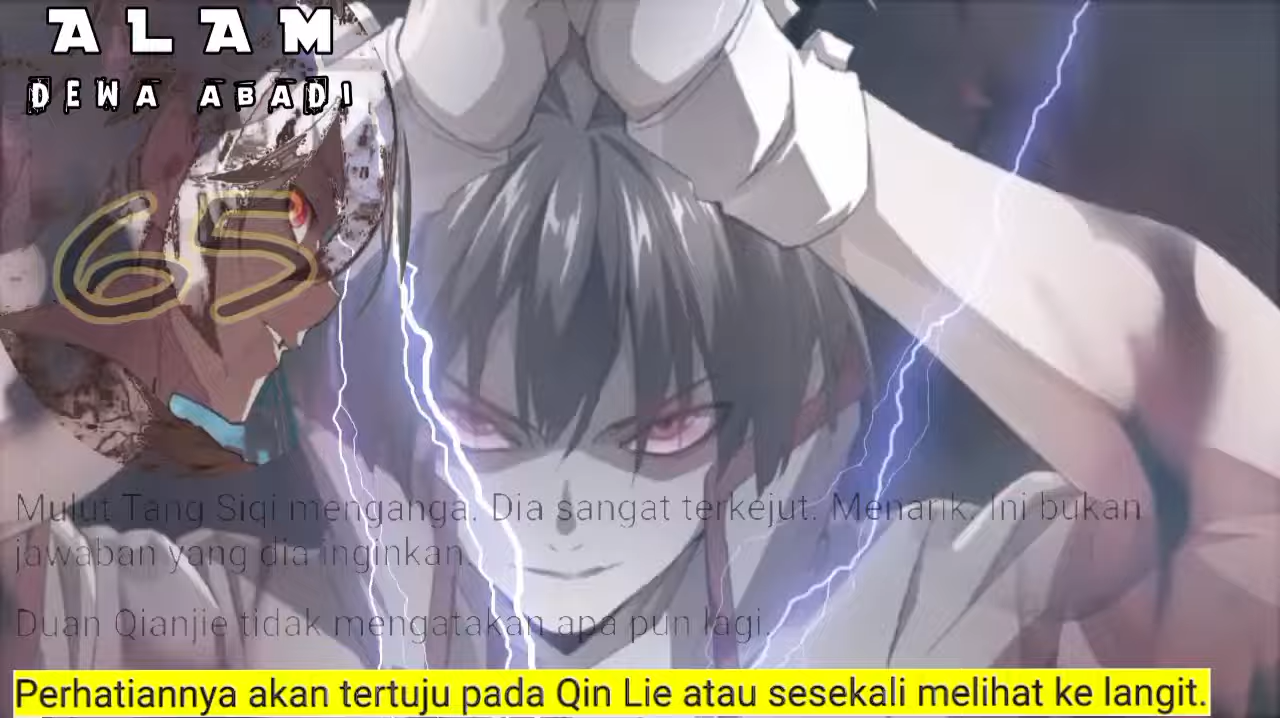 ALAM
DEWA ABADI
65
Mulut Tang Siqi menganga. Dia sangat terkejut. Menarik. Ini bukan
jawaban yang dia inginkan.
Duan Qianjie tidak mengatakan apa pun lagi.
Perhatiannya akan tertuju pada Qin Lie atau sesekali melihat ke langit.